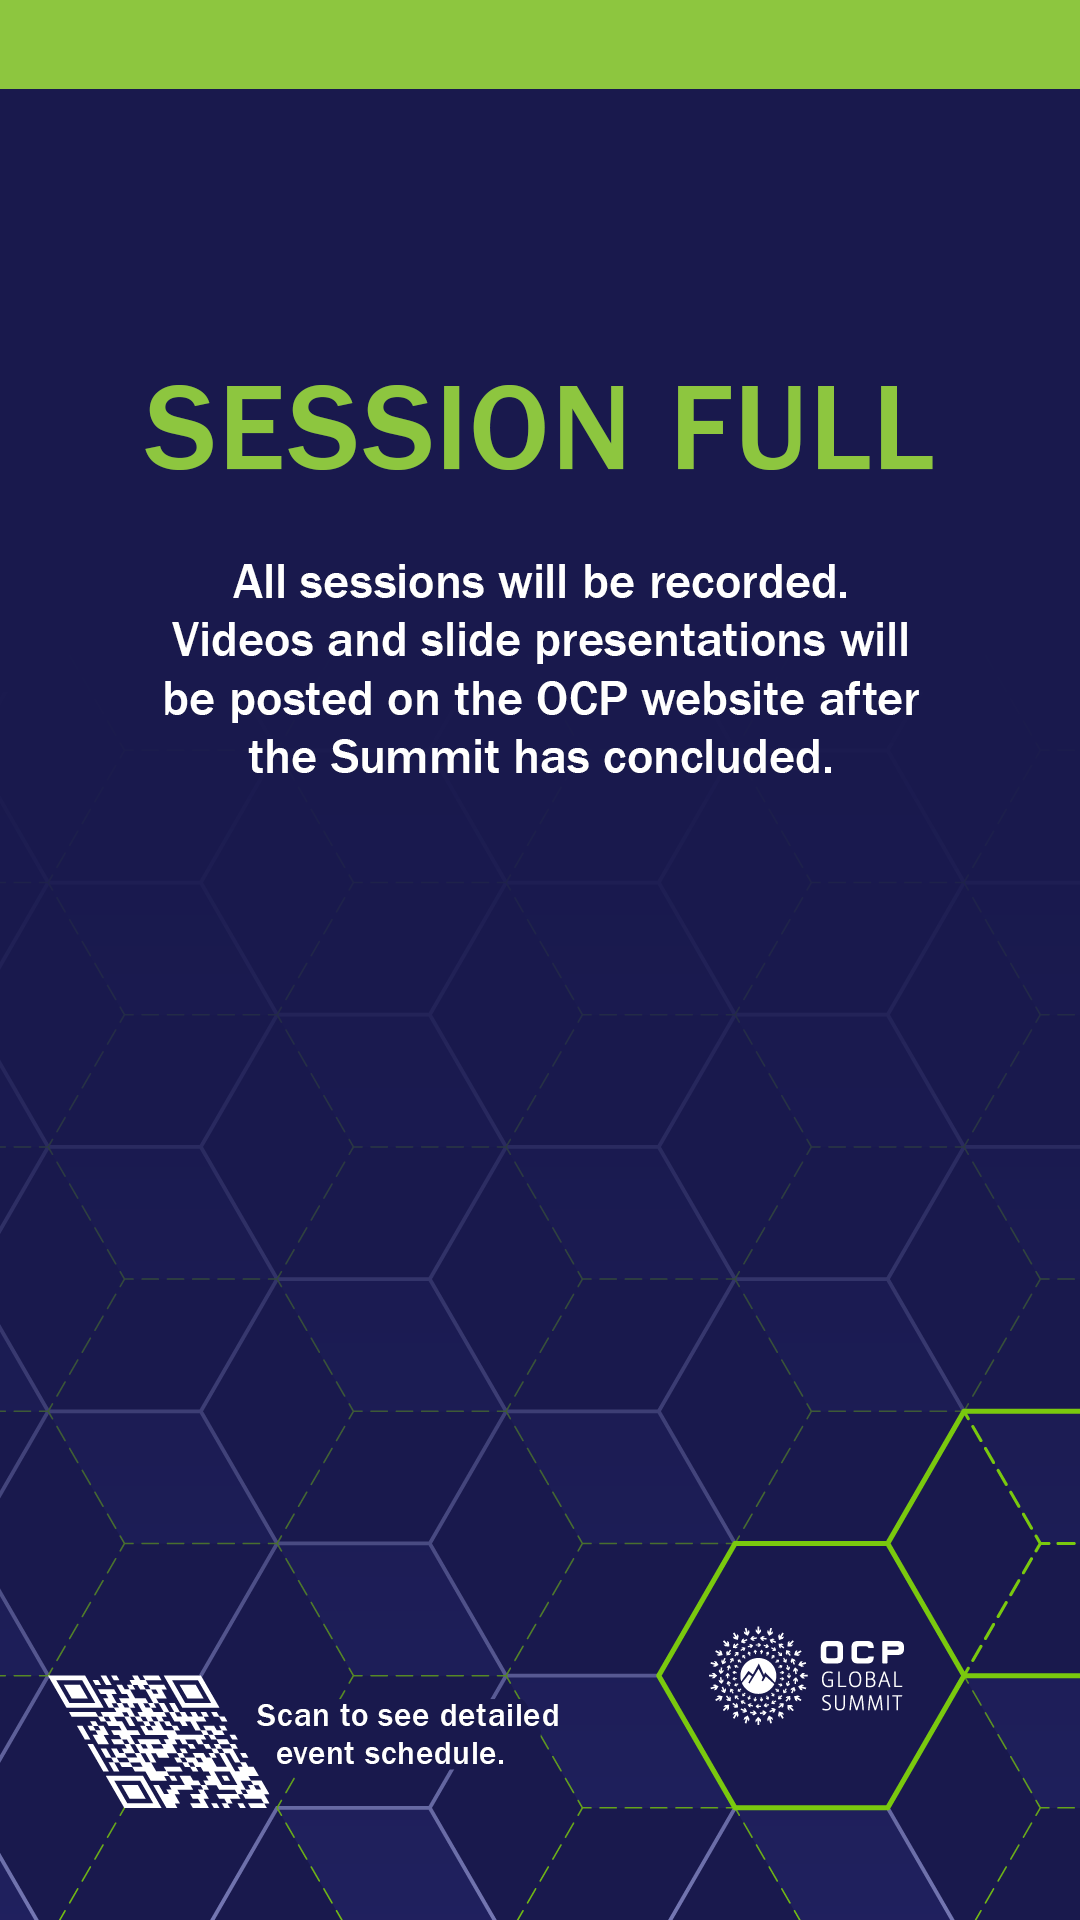 SESSION FULL
All sessions will be recorded.
Videos and slide presentations will
be posted on the OCP website after
the Summit has concluded.
Scan to see detailed
event schedule.
OCP
GLOBAL
SUMMIT